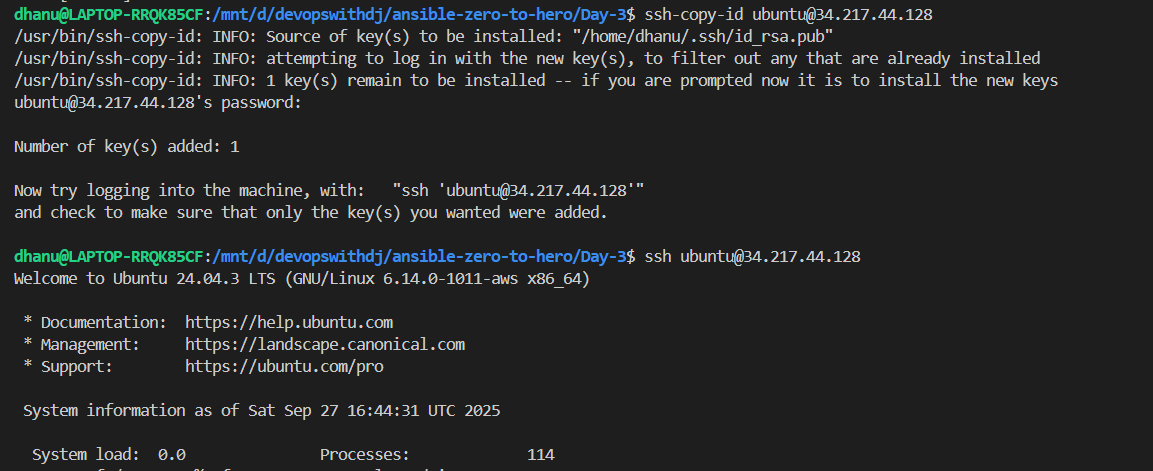 dhanu@LAPTOP-RRQK85CF:/mnt/d/devopswithdj/ansible-zero-to-hero/Day-3$ ssh-copy-id ubuntu@34.217.44.128
/usr/bin/ssh-copy-id: INFO: Source of key(s) to be installed: "/home/dhanu/.ssh/id_rsa.pub"
/usr/bin/ssh-copy-id: INFO: attempting to log in with the new key(s), to filter out any that are already installed
/usr/bin/ssh-copy-id: INFO: 1 key(s) remain to be installed -- if you are prompted now it is to install the new keys
ubuntu@34.217.44.128's password:
Number of key(s) added: 1
Now try logging into the machine, with:   "ssh 'ubuntu@34.217.44.128'"
and check to make sure that only the key(s) you wanted were added.
dhanu@LAPTOP-RRQK85CF:/mnt/d/devopswithdj/ansible-zero-to-hero/Day-3$ ssh ubuntu@34.217.44.128
Welcome to Ubuntu 24.04.3 LTS (GNU/Linux 6.14.0-1011-aws x86_64)
* Documentation:  https://help.ubuntu.com
* Management:     https://landscape.canonical.com
* Support:        https://ubuntu.com/pro
System information as of Sat Sep 27 16:44:31 UTC 2025
System load:  0.0               Processes:             114